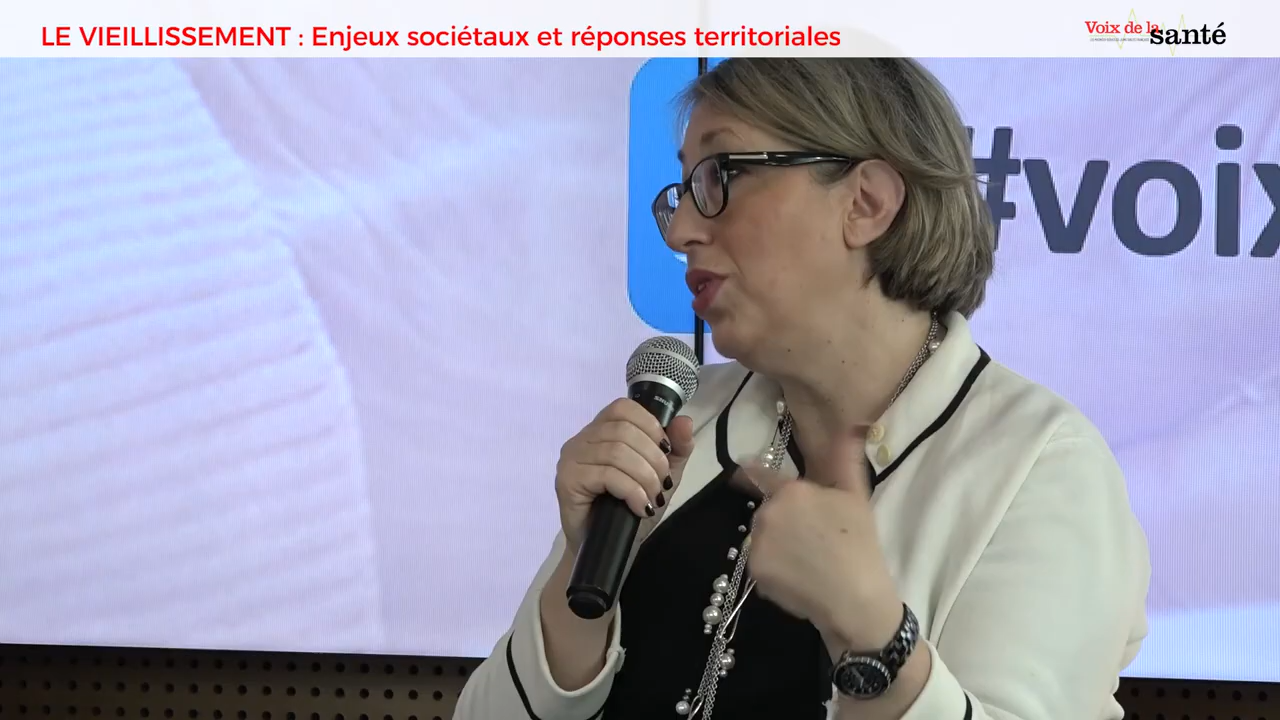 LE VIEILLISSEMENT : Enjeux sociétaux et réponses territoriales
Voix de la
santé
#voix